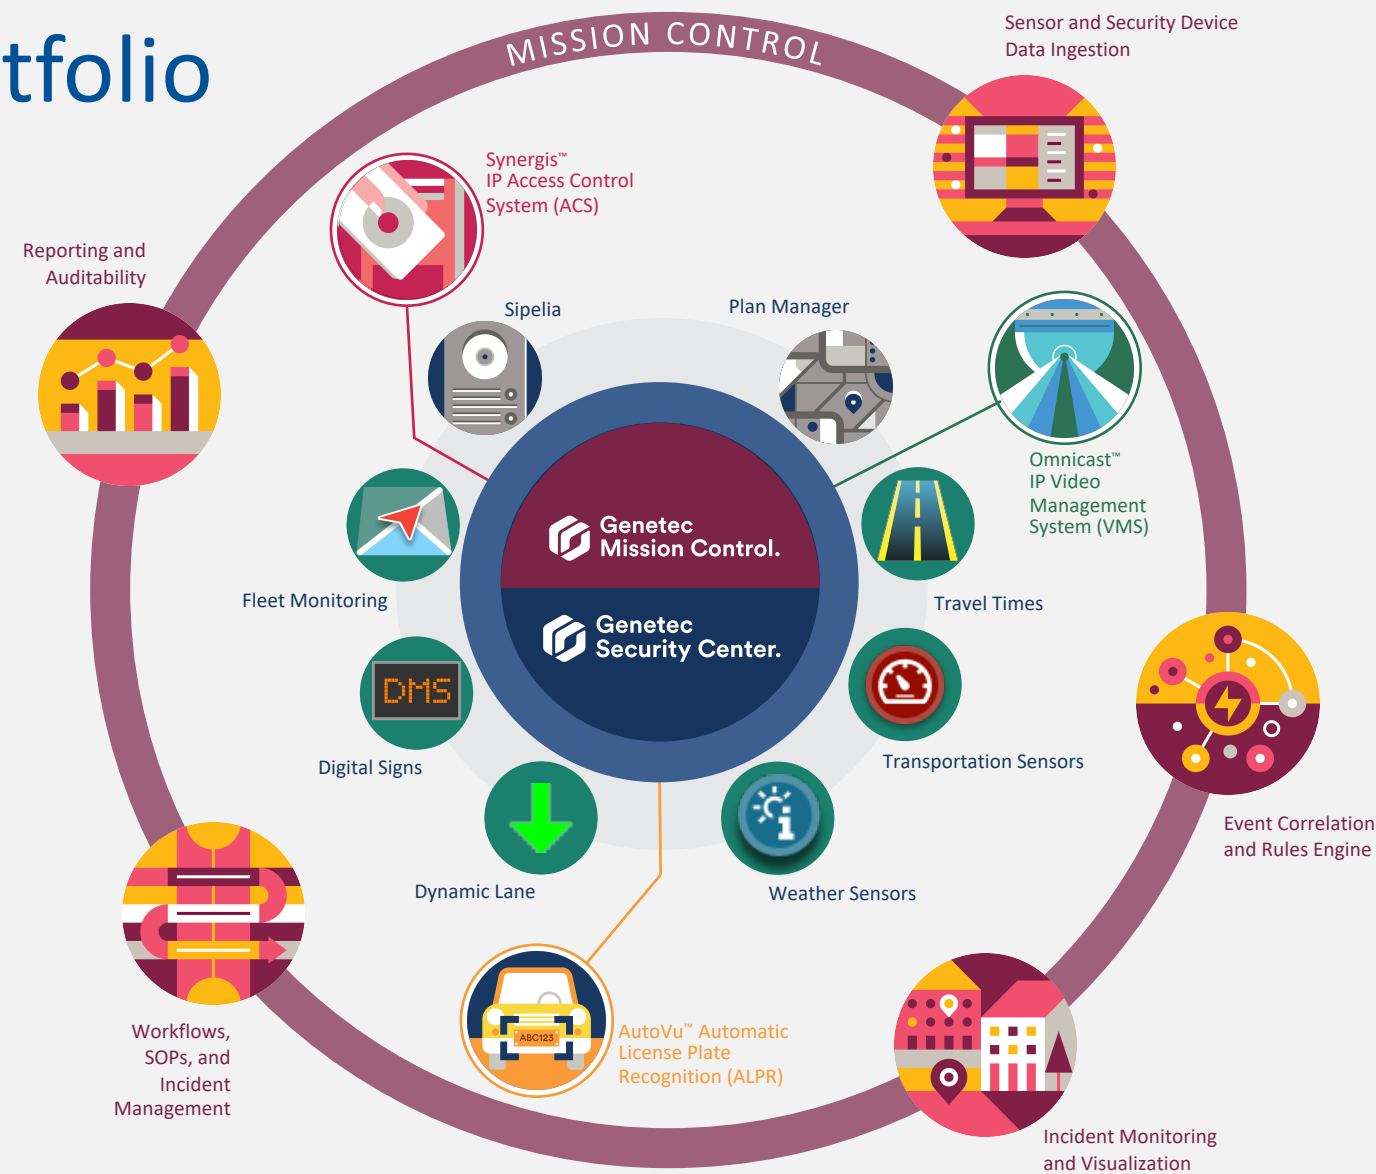 tfolio
MISSION CONTROL
Sensor and Security Device
Data Ingestion
Synergis™
IP Access Control
System (ACS)
Reporting and
Auditability
Sipelia
Plan Manager
Omnicast™
IP Video
Management
System (VMS)
Genetec
Mission Control.
Fleet Monitoring
Travel Times
Genetec
Security Center.
DMS
Digital Signs
Transportation Sensors
Event Correlation
and Rules Engine
Dynamic Lane
Weather Sensors
Workflows,
SOPs, and
Incident
Management
ABC123
AutoVu™ Automatic
License Plate
Recognition (ALPR)
Incident Monitoring
and Visualization